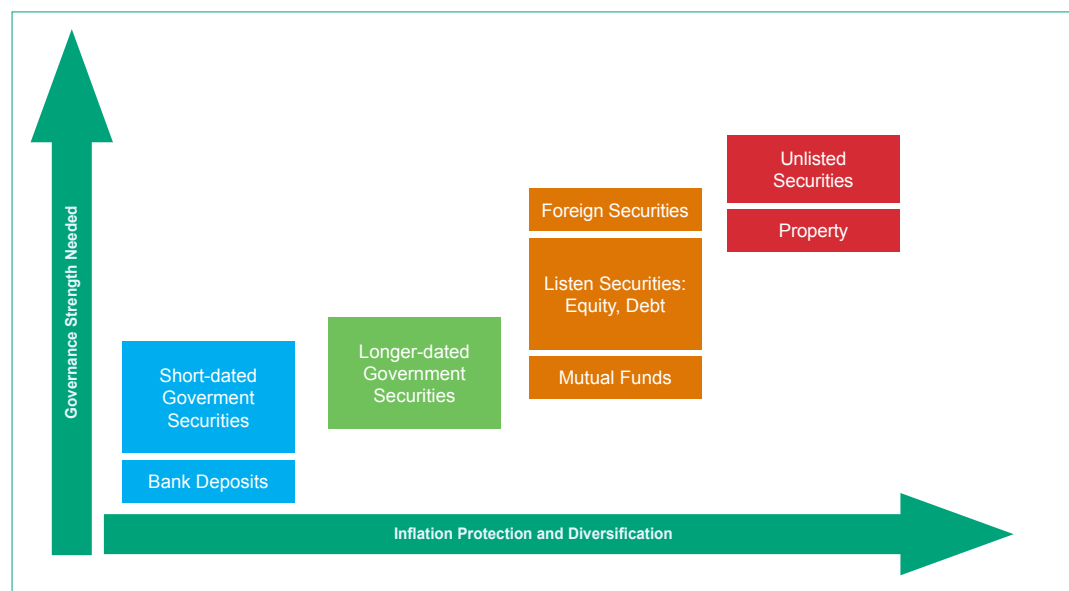 Governance Strength Needed
Short-dated
Goverment
Securities
Bank Deposits
Longer-dated
Government
Securities
Foreign Securities
Listen Securities:
Equity, Debt
Mutual Funds
Unlisted
Securities
Property
Inflation Protection and Diversification